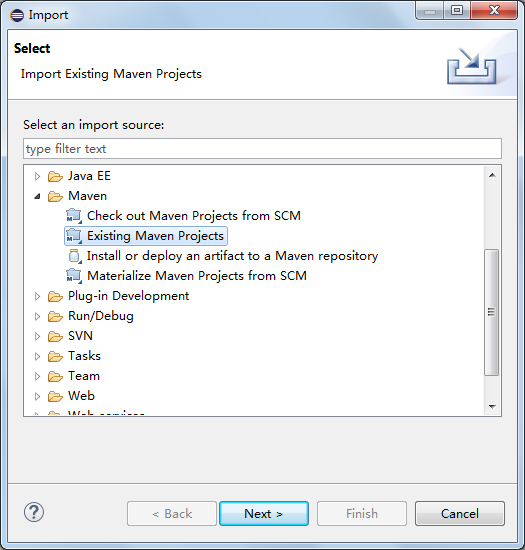 Import
Select
Import Existing Maven Projects
Select an import source:
type filter text
Java EE
Maven
Check out Maven Projects from SCM
Existing Maven Projects
Install or deploy an artifact to a Maven repository
Materialize Maven Projects from SCM
Plug-in Development
Run/Debug
SVN
Tasks
Team
Web
Web services
< Back Next > Finish Cancel